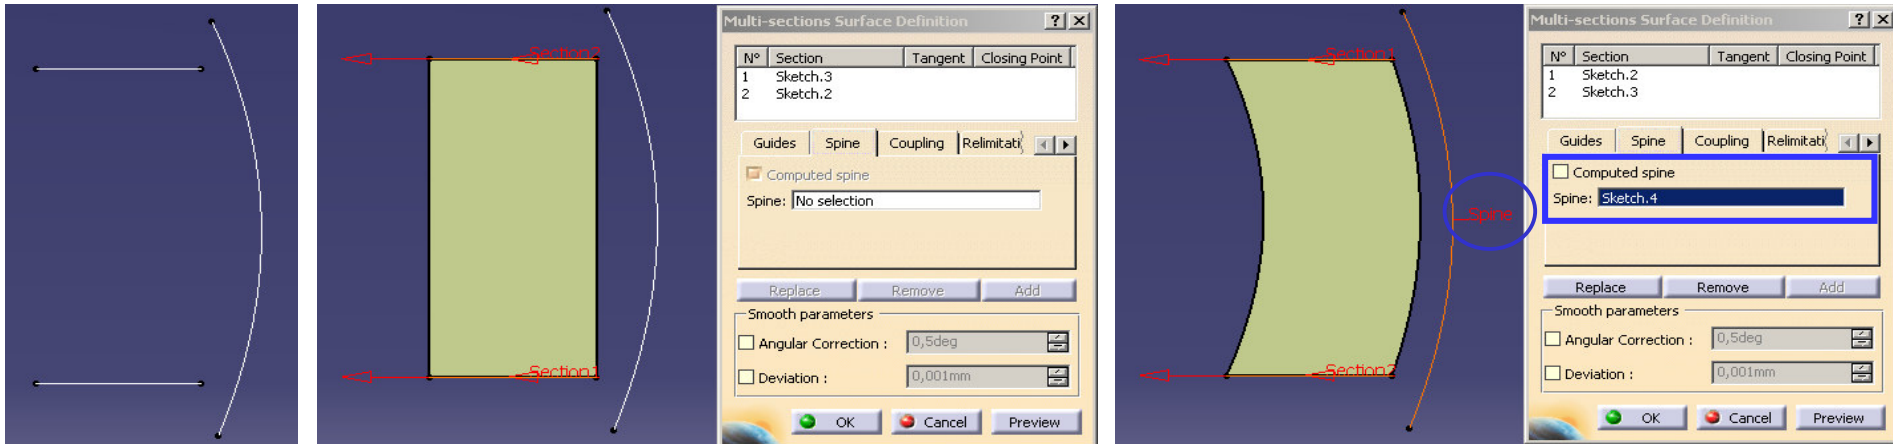 Section2
Section1
Multi-sections Surface Definition
N° Section Tangent Closing Point
1 Sketch.3
2 Sketch.2
Guides Spine Coupling Relimitati
Computed spine
Spine: No selection
Replace Remove Add
Smooth parameters
Angular Correction : 0,5deg
Deviation : 0,001mm
OK Cancel Preview
Section1
Spine
Section2
Multi-sections Surface Definition
N° Section Tangent Closing Point
1 Sketch.2
2 Sketch.3
Guides Spine Coupling Relimitati
Computed spine
Spine: Sketch.4
Replace Remove Add
Smooth parameters
Angular Correction : 0,5deg
Deviation : 0,001mm
OK Cancel Preview